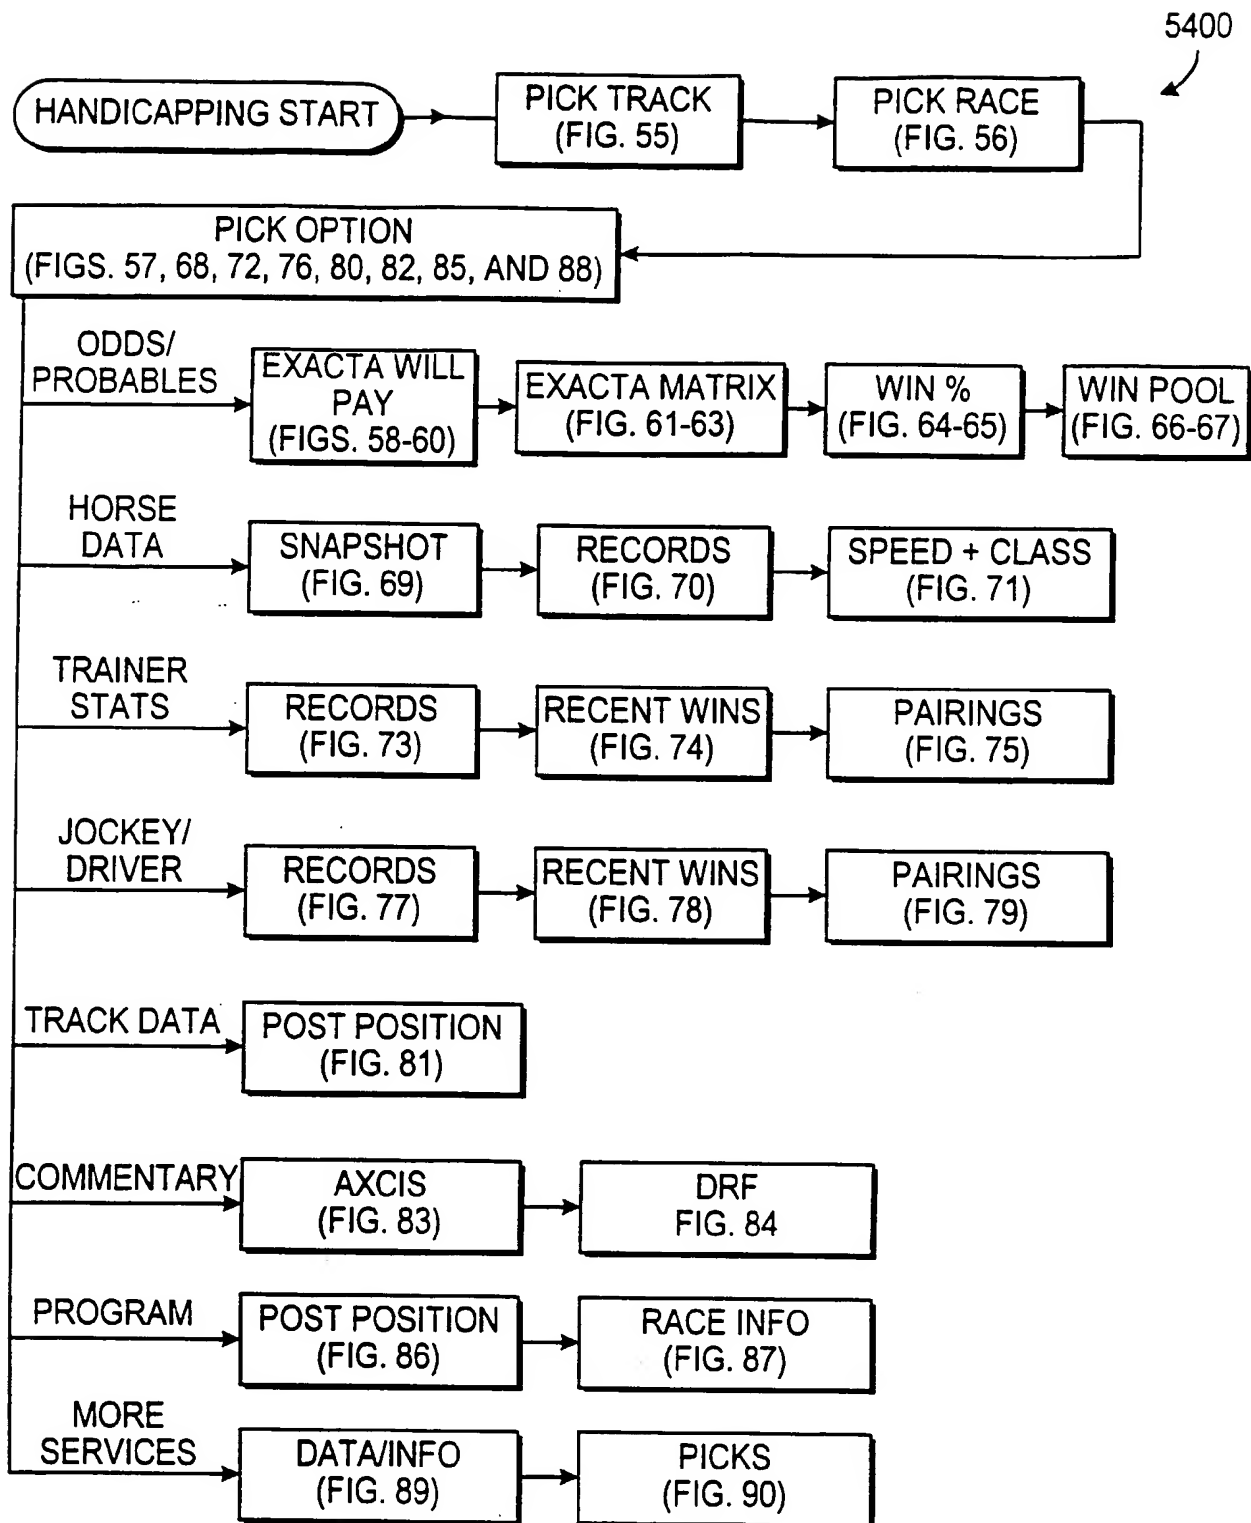 5400
HANDICAPPING START
PICK TRACK
(FIG. 55)
PICK RACE
(FIG. 56)
PICK OPTION
(FIGS. 57, 68, 72, 76, 80, 82, 85, AND 88)
ODDS/
PROBABLES
EXACTA WILL
PAY
(FIGS. 58-60)
EXACTA MATRIX
(FIG. 61-63)
WIN %
(FIG. 64-65)
WIN POOL
(FIG. 66-67)
HORSE
DATA
SNAPSHOT
(FIG. 69)
RECORDS
(FIG. 70)
SPEED + CLASS
(FIG. 71)
TRAINER
STATS
RECORDS
(FIG. 73)
RECENT WINS
(FIG. 74)
PAIRINGS
(FIG. 75)
JOCKEY/
DRIVER
RECORDS
(FIG. 77)
RECENT WINS
(FIG. 78)
PAIRINGS
(FIG. 79)
TRACK DATA
POST POSITION
(FIG. 81)
COMMENTARY
AXCIS
(FIG. 83)
DRF
FIG. 84
PROGRAM
POST POSITION
(FIG. 86)
RACE INFO
(FIG. 87)
MORE
SERVICES
DATA/INFO
(FIG. 89)
PICKS
(FIG. 90)